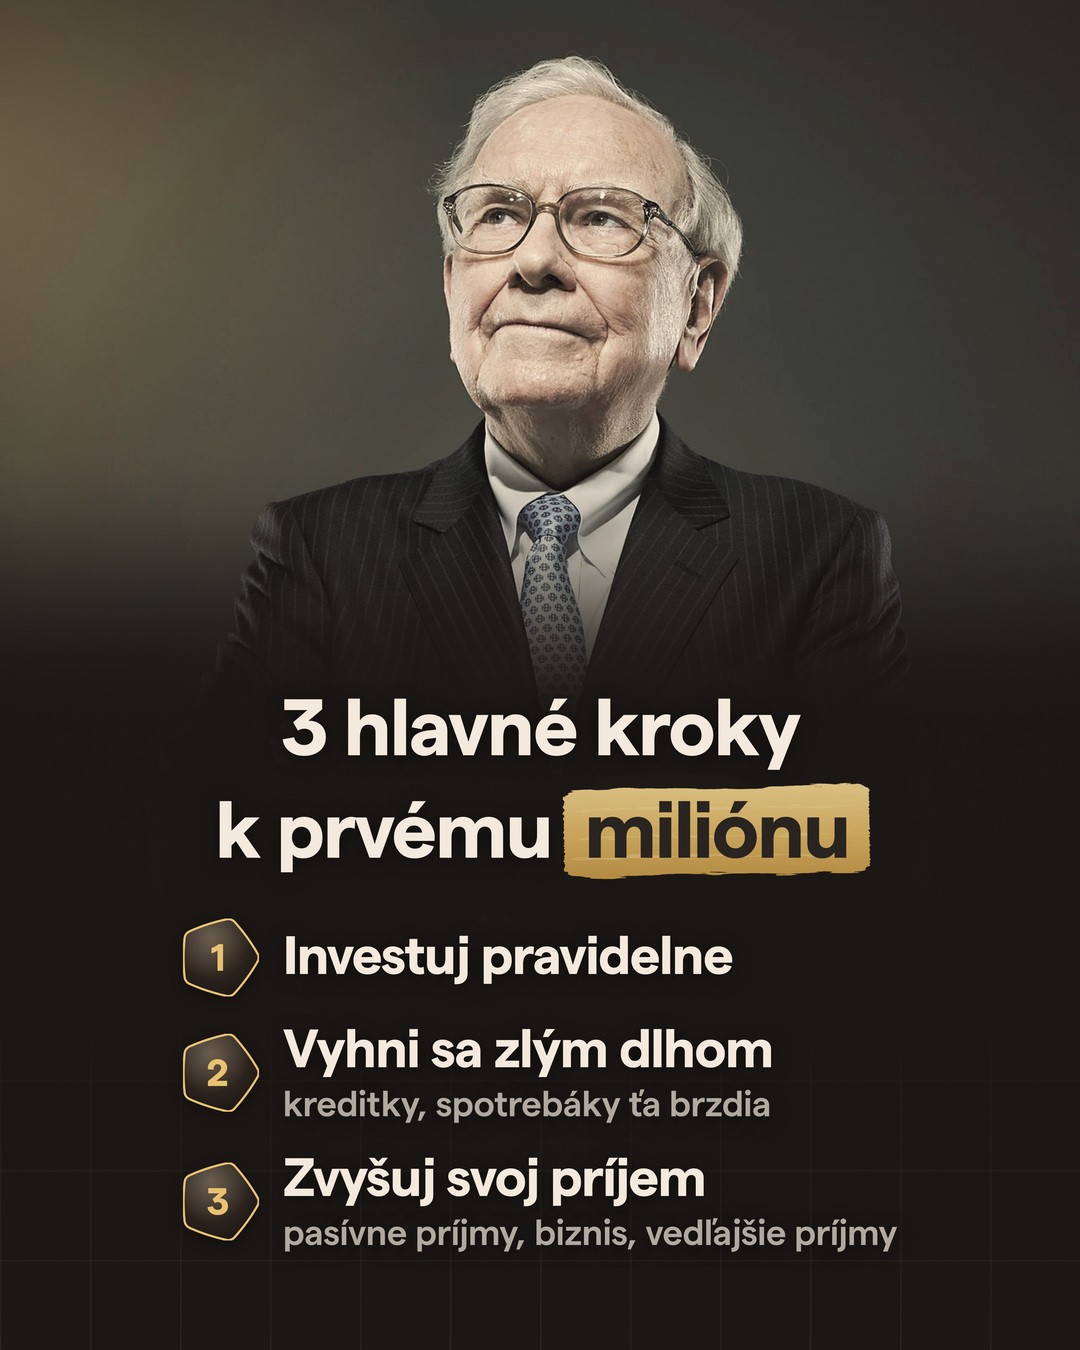 3 hlavné kroky
k prvému miliónu
1 Investuj pravidelne
2 Vyhni sa zlým dlhom
kreditky, spotrebáky ťa brzdia
3 Zvyšuj svoj príjem
pasívne príjmy, biznis, vedľajšie príjmy